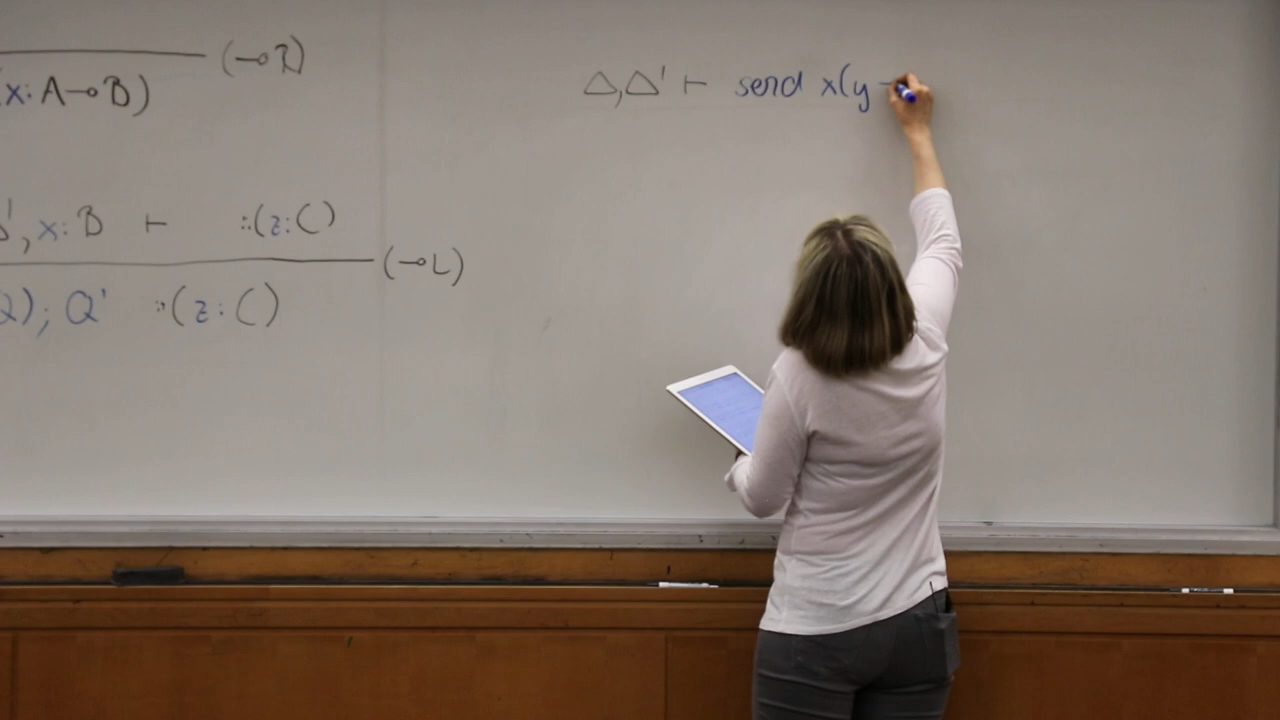 (⊸R)
(x: A⊸B)
Δ', x: B ⊢ ::(z: C)
(⊸L)
Q); Q' ::(z: C)
Δ, Δ' ⊢ send x(y